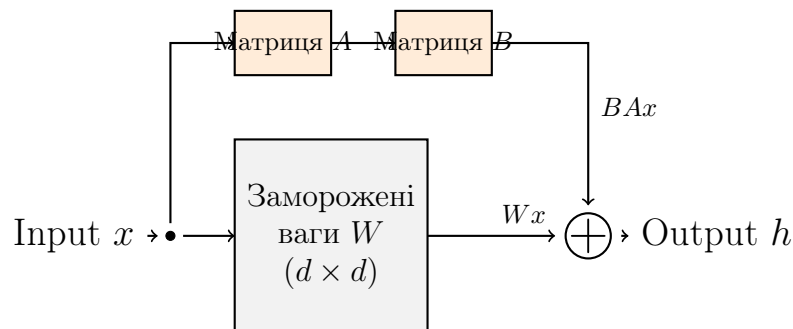 Матриця A
Матриця B
BAx
Заморожені
ваги W
(d × d)
Input x
Wx
Output h